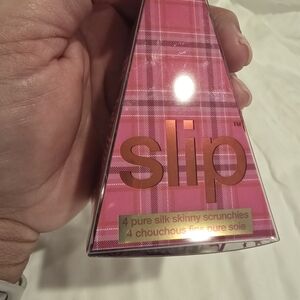 slip™
4 pure silk skinny scrunchies
4 chouchous fins pure soie